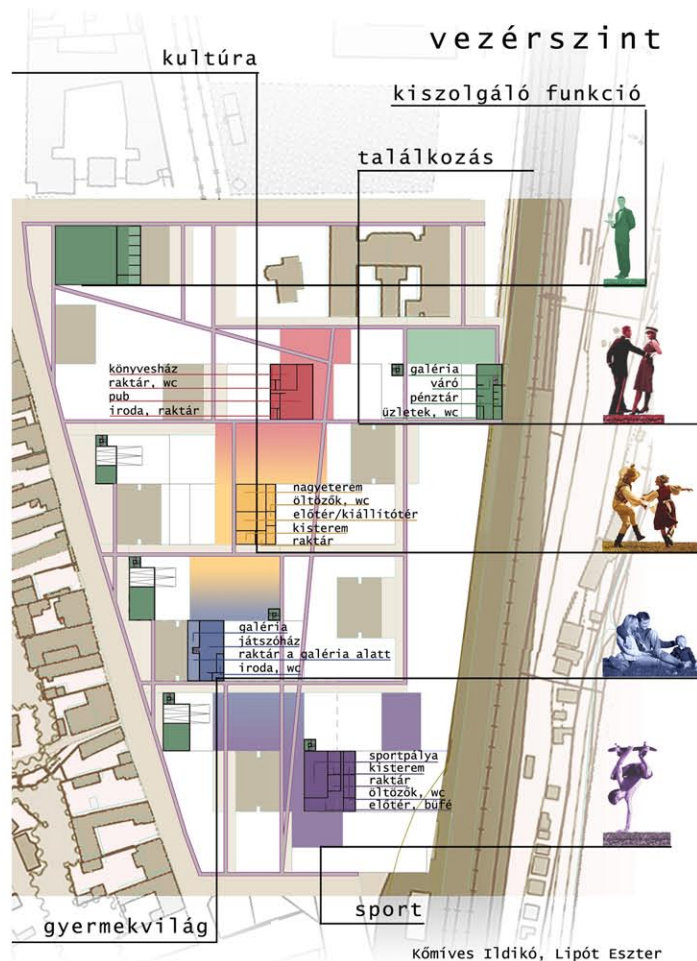 vezérszint
kultúra
kiszolgáló funkció
találkozás
könyvesház
raktár, wc
pub
iroda, raktár
galéria
váró
pénztár
üzletek, wc
nagyeterem
öltözők, wc
előtér/kiállítótér
kisterem
raktár
galéria
játszóház
raktár a galéria alatt
iroda, wc
sportpálya
kisterem
raktár
öltözők, wc
előtér, büfé
sport
gyermekvilág
Kőmíves Ildikó, Lipót Eszter